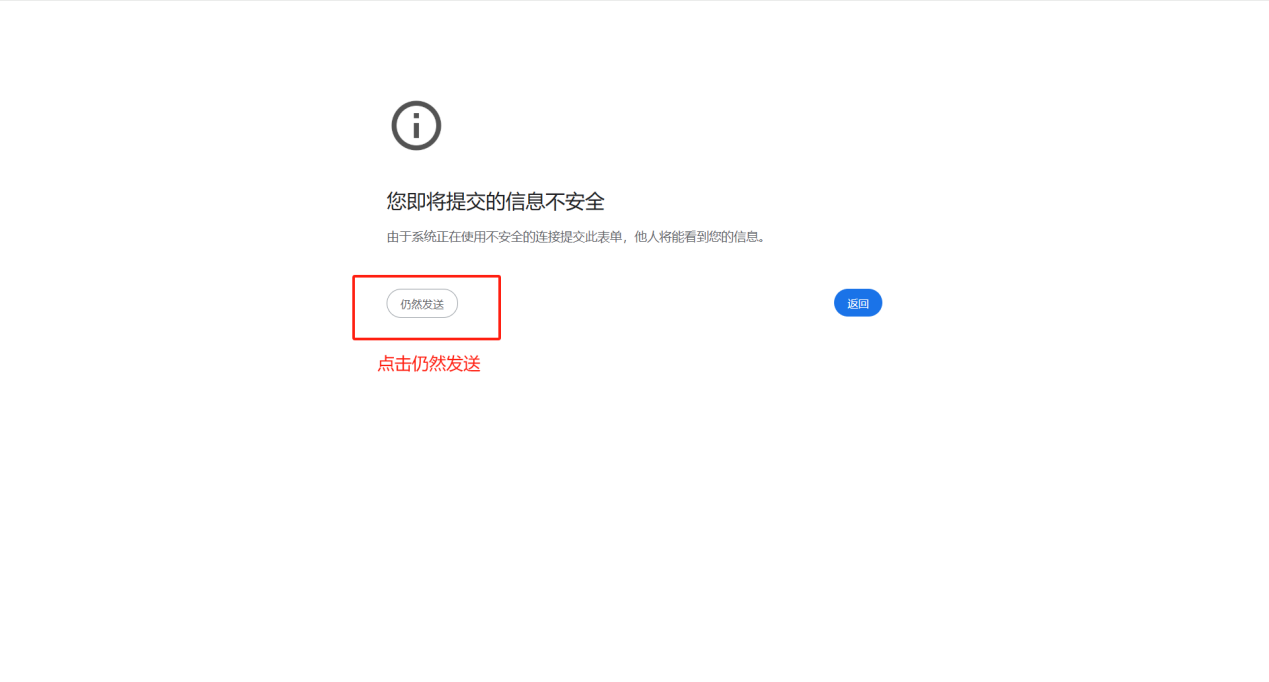 您即将提交的信息不安全
由于系统正在使用不安全的连接提交此表单，他人将能看到您的信息。
仍然发送
返回
点击仍然发送